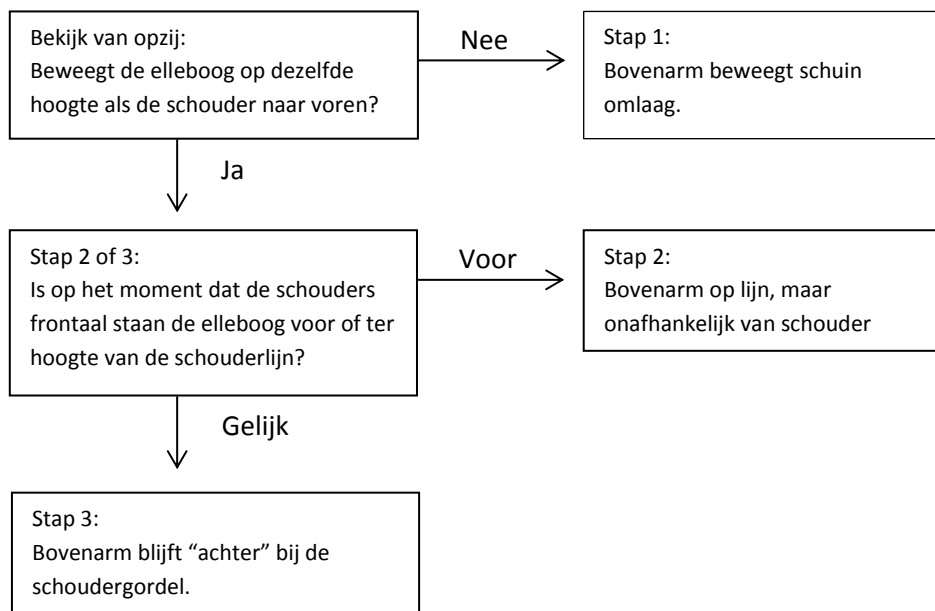 Bekijk van opzij:
Beweegt de elleboog op dezelfde
hoogte als de schouder naar voren?
Nee
Stap 1:
Bovenarm beweegt schuin
omlaag.
Ja
Stap 2 of 3:
Is op het moment dat de schouders
frontaal staan de elleboog voor of ter
hoogte van de schouderlijn?
Voor
Stap 2:
Bovenarm op lijn, maar
onafhankelijk van schouder
Gelijk
Stap 3:
Bovenarm blijft “achter” bij de
schoudergordel.